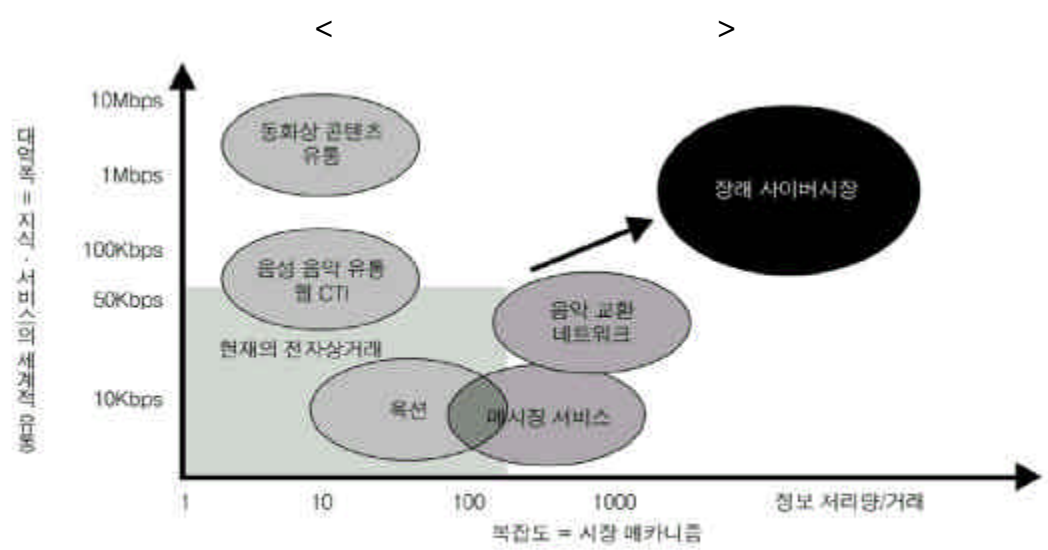 < >
10Mbps
1Mbps
100Kbps
50Kbps
10Kbps
대역폭 = 지식 · 서비스의 세계적 유통
동화상 콘텐츠
유통
음성 음악 유통
웹 CTI
현재의 전자상거래
옥션
매시장 서비스
음악 교환
네트워크
장래 사이버시장
1 10 100 1000 정보 처리량/거래
복잡도 = 시장 메카니즘